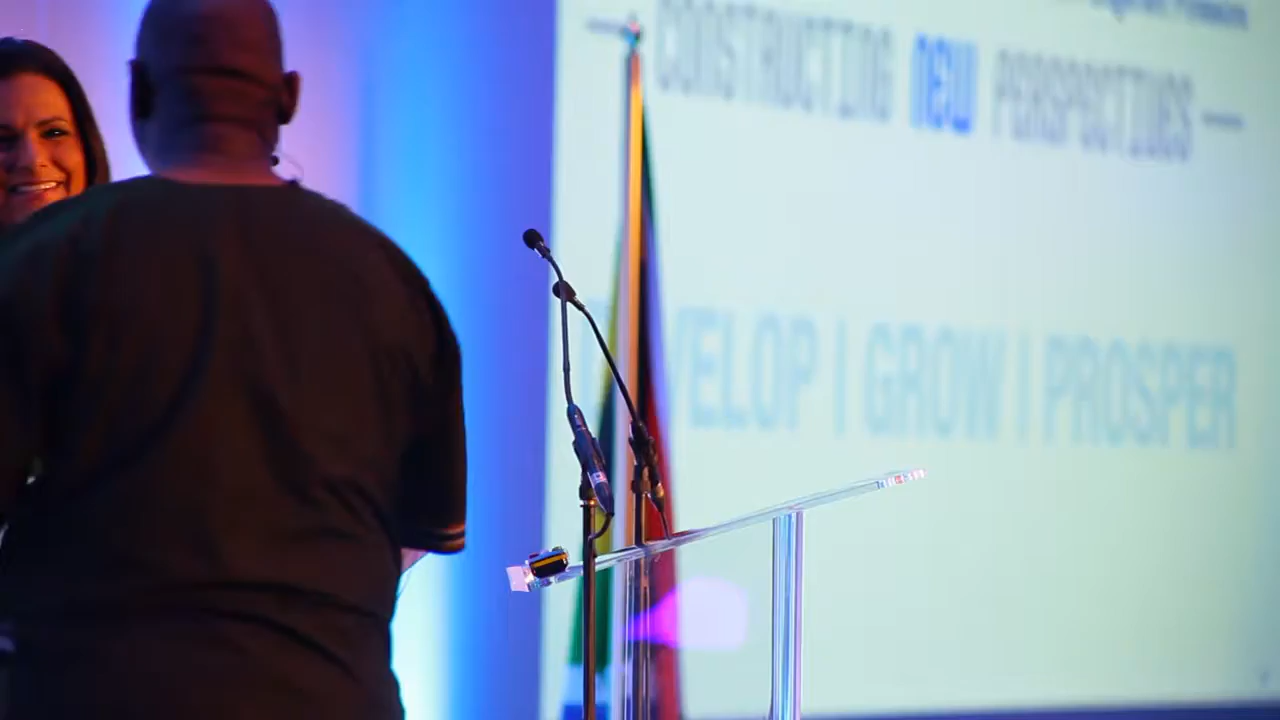 CONSTRUCTING NEW PERSPECTIVES
VELOP | GROW | PROSPER